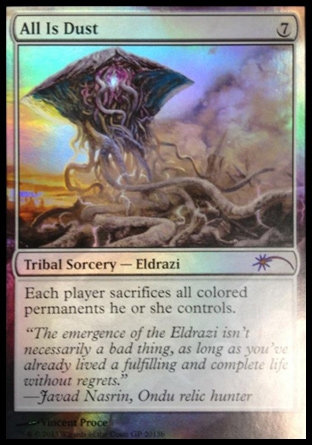 All Is Dust 7
Tribal Sorcery — Eldrazi
Each player sacrifices all colored
permanents he or she controls.
“The emergence of the Eldrazi isn’t
necessarily a bad thing, as long as you’ve
already lived a fulfilling and complete life
without regrets.”
—Javad Nasrin, Ondu relic hunter
Vincent Proce